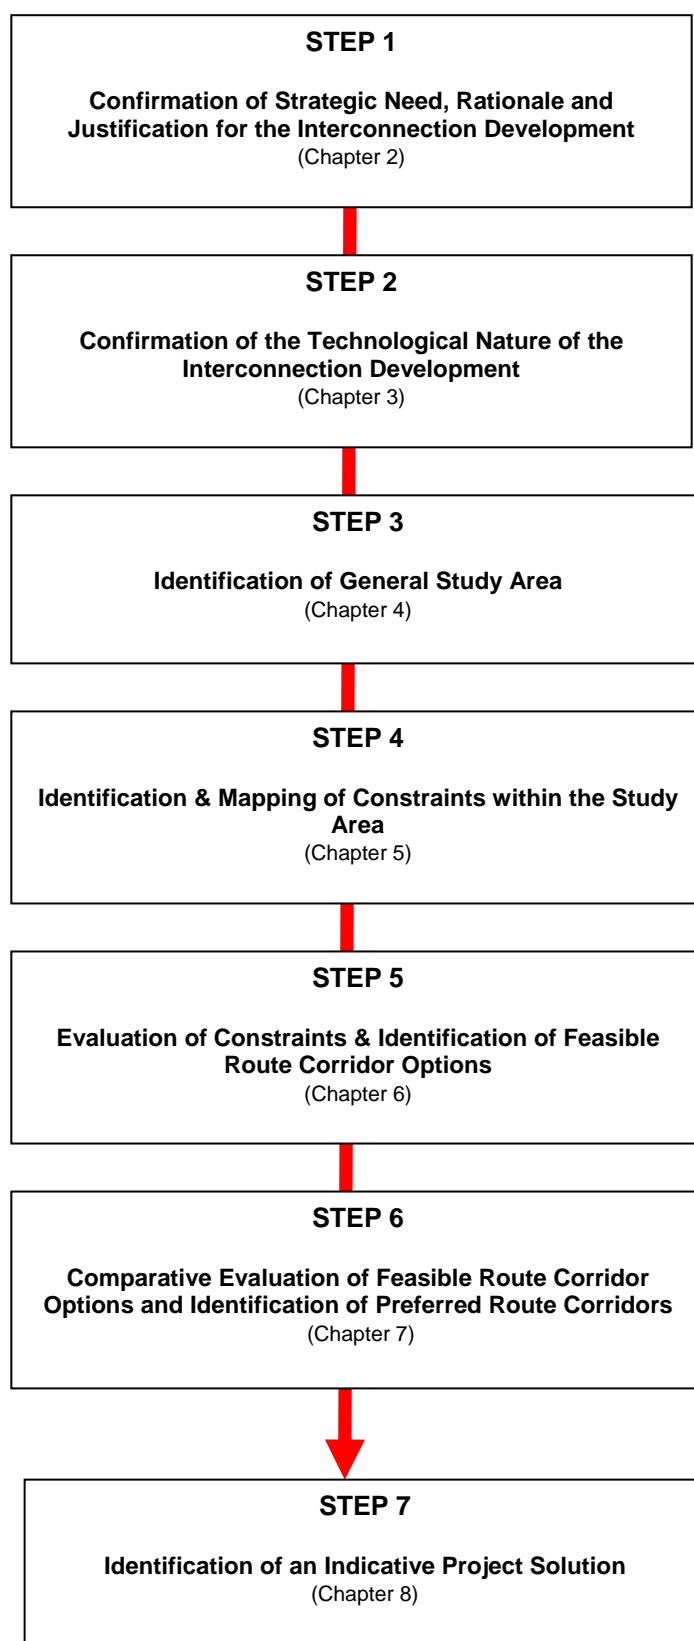 STEP 1
Confirmation of Strategic Need, Rationale and
Justification for the Interconnection Development
(Chapter 2)
STEP 2
Confirmation of the Technological Nature of the
Interconnection Development
(Chapter 3)
STEP 3
Identification of General Study Area
(Chapter 4)
STEP 4
Identification & Mapping of Constraints within the Study
Area
(Chapter 5)
STEP 5
Evaluation of Constraints & Identification of Feasible
Route Corridor Options
(Chapter 6)
STEP 6
Comparative Evaluation of Feasible Route Corridor
Options and Identification of Preferred Route Corridors
(Chapter 7)
STEP 7
Identification of an Indicative Project Solution
(Chapter 8)